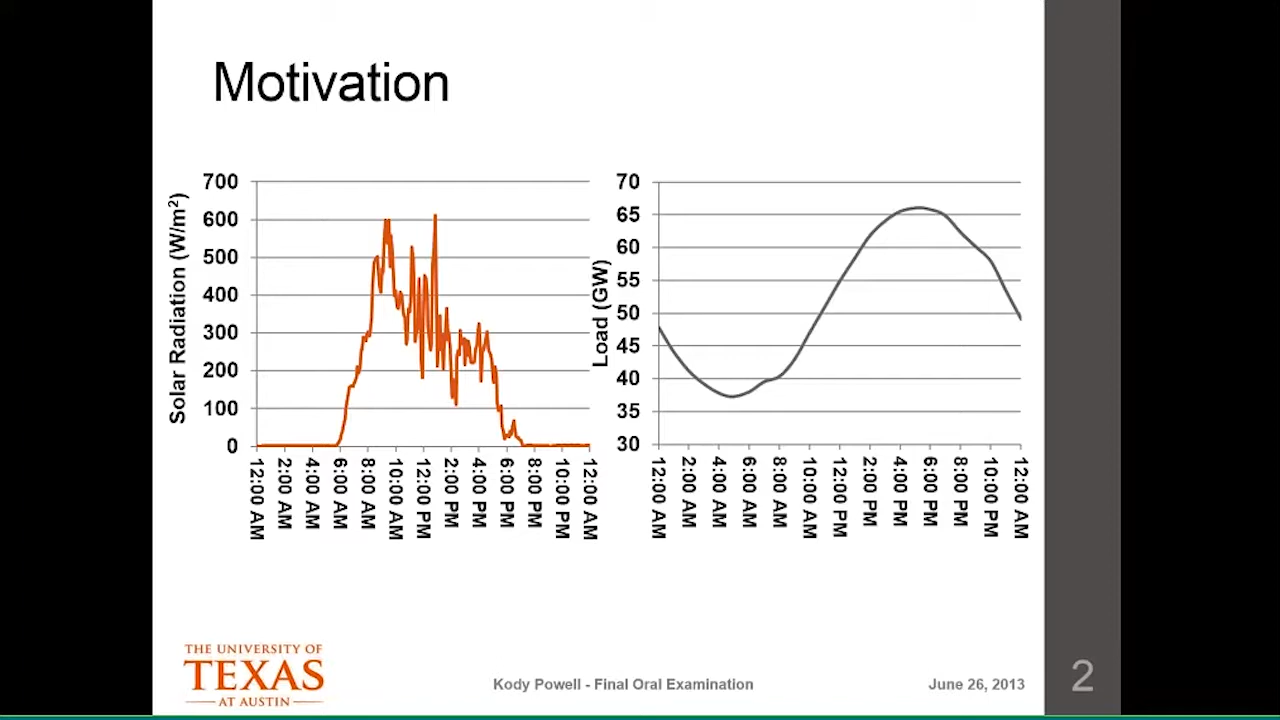 Motivation
Solar Radiation (W/m²)
700
600
500
400
300
200
100
0
12:00 AM
2:00 AM
4:00 AM
6:00 AM
8:00 AM
10:00 AM
12:00 PM
2:00 PM
4:00 PM
6:00 PM
8:00 PM
10:00 PM
12:00 AM
Load (GW)
70
65
60
55
50
45
40
35
30
12:00 AM
2:00 AM
4:00 AM
6:00 AM
8:00 AM
10:00 AM
12:00 PM
2:00 PM
4:00 PM
6:00 PM
8:00 PM
10:00 PM
12:00 AM
THE UNIVERSITY OF
TEXAS
AT AUSTIN
Kody Powell - Final Oral Examination
June 26, 2013
2